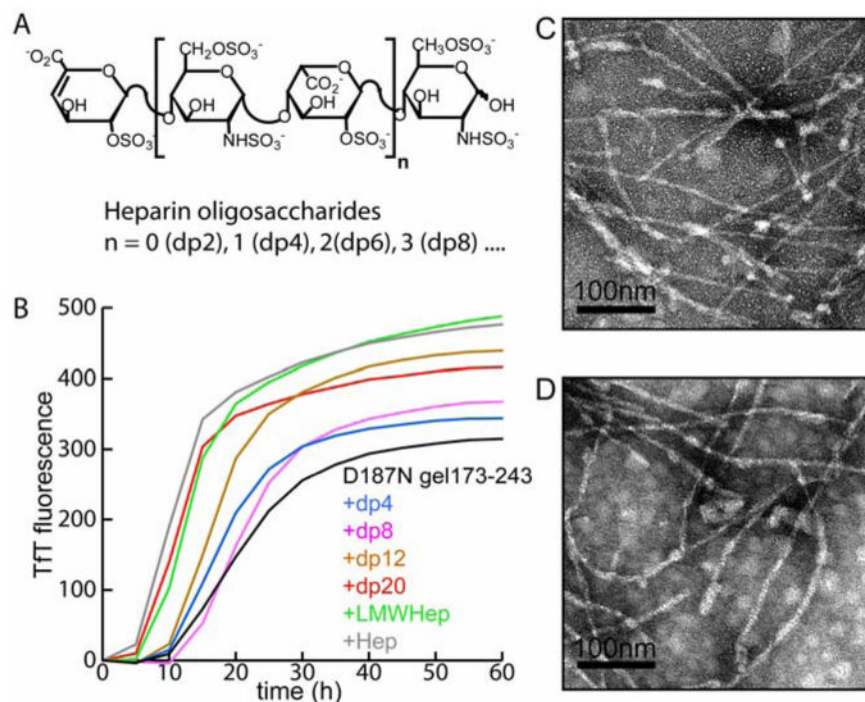 A
-O2C
O
OH
OSO3-
CH2OSO3-
O
OH
O
NHSO3-
O
CO2-
OH
O
OSO3-
n
CH3OSO3-
O
OH
OH
NHSO3-
Heparin oligosaccharides
n = 0 (dp2), 1 (dp4), 2(dp6), 3 (dp8) ....
B
TfT fluorescence
500
400
300
200
100
0
0 10 20 30 40 50 60
time (h)
D187N gel173-243
+dp4
+dp8
+dp12
+dp20
+LMWHep
+Hep
C
100nm
D
100nm